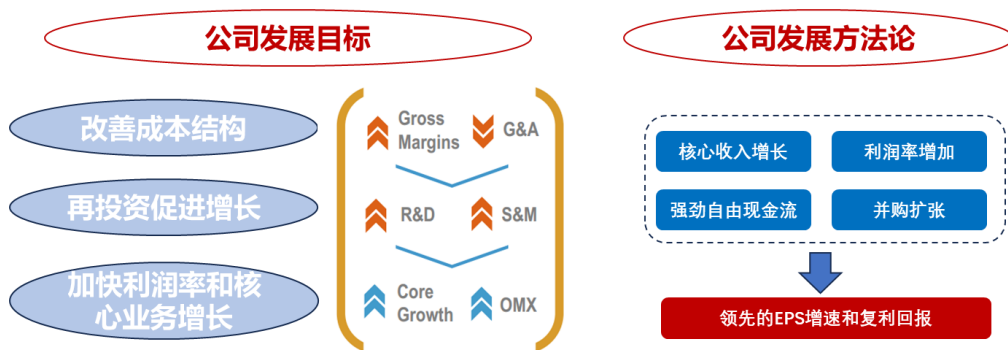 公司发展目标
公司发展方法论
改善成本结构
再投资促进增长
加快利润率和核
心业务增长
Gross
Margins
G&A
R&D
S&M
Core
Growth
OMX
核心收入增长
利润率增加
强劲自由现金流
并购扩张
领先的EPS增速和复利回报